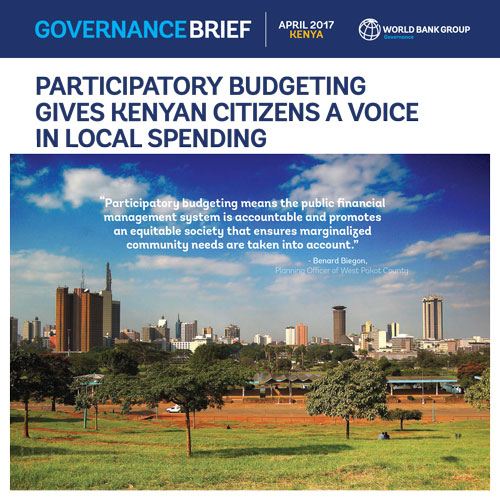 GOVERNANCE BRIEF
APRIL 2017
KENYA
WORLD BANK GROUP
Governance
PARTICIPATORY BUDGETING
GIVES KENYAN CITIZENS A VOICE
IN LOCAL SPENDING
“Participatory budgeting means the public financial
management system is accountable and promotes
an equitable society that ensures marginalized
community needs are taken into account.”
- Benard Biegon,
Planning Officer of West Pokot County